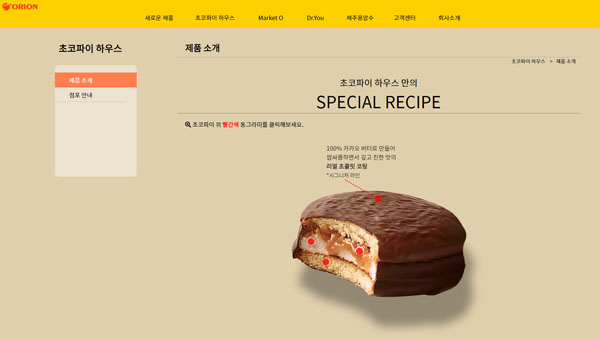 ORION
새로운 제품 초코파이 하우스 Market O Dr.You 제주용암수 고객센터 회사소개
초코파이 하우스
제품 소개
점포 안내
제품 소개
초코파이 하우스 > 제품 소개
초코파이 하우스 만의
SPECIAL RECIPE
초코파이 위 빨간색 동그라미를 클릭해보세요.
100% 카카오 버터로 만들어
쌉싸름하면서 깊고 진한 맛의
리얼 초콜릿 코팅
*시그니처 라인